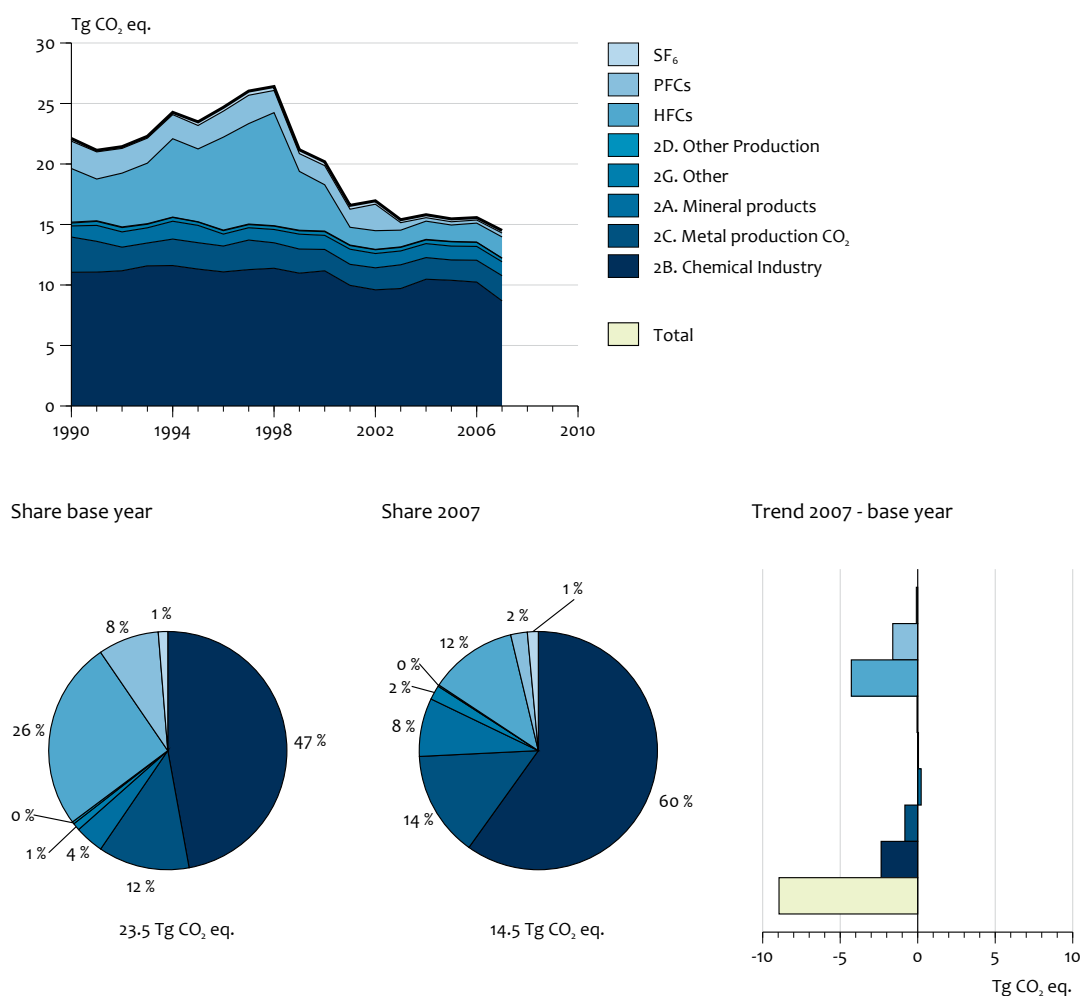 Tg CO₂ eq.
30
25
20
15
10
5
0
1990 1994 1998 2002 2006 2010
SF₆
PFCs
HFCs
2D. Other Production
2G. Other
2A. Mineral products
2C. Metal production CO₂
2B. Chemical Industry
Total
Share base year
1 %
8 %
26 %
47 %
0 %
1 %
4 %
12 %
23.5 Tg CO₂ eq.
Share 2007
1 %
2 %
12 %
0 %
2 %
8 %
60 %
14 %
14.5 Tg CO₂ eq.
Trend 2007 - base year
-10 -5 0 5 10
Tg CO₂ eq.